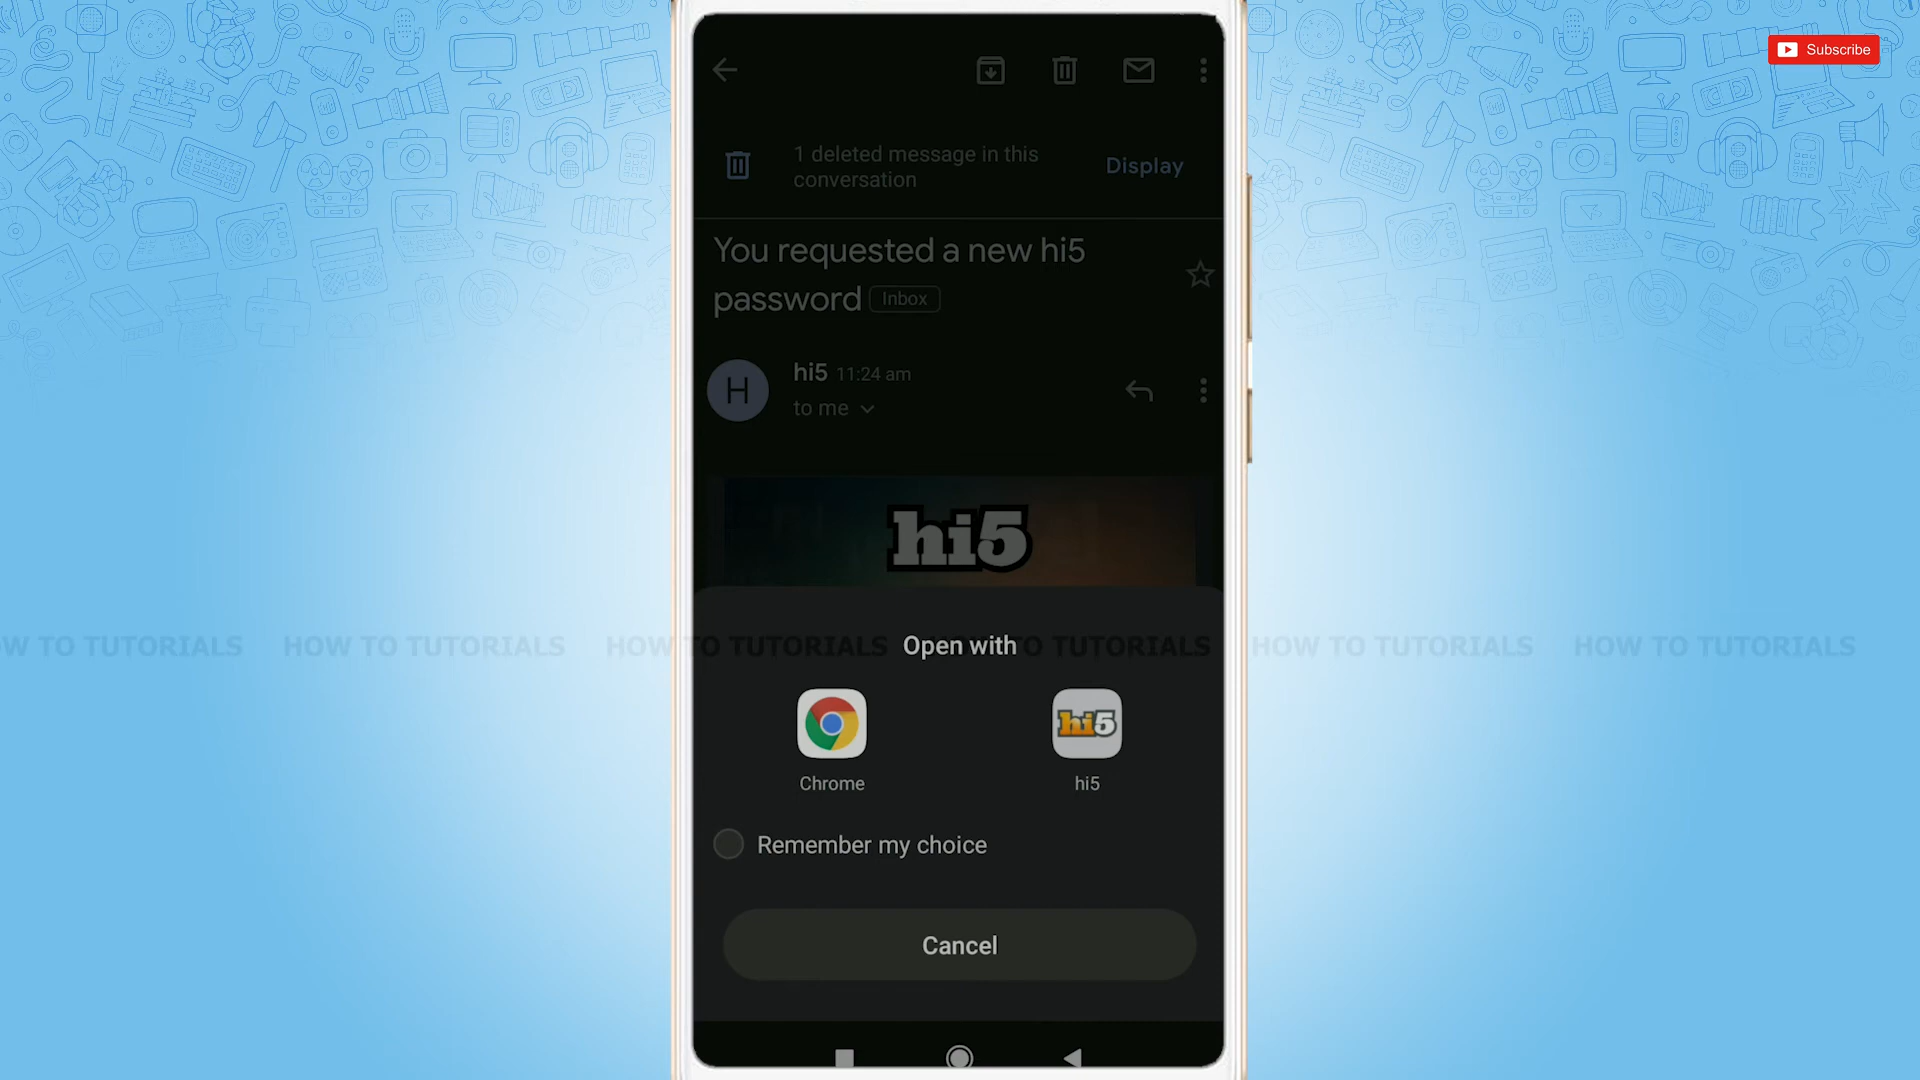 Subscribe
1 deleted message in this
conversation
Display
You requested a new hi5
password Inbox
H
hi5 11:24 am
to me
hi5
W TO TUTORIALS HOW TO TUTORIALS HOW TO TUTORIALS TO TUTORIALS HOW TO TUTORIALS HOW TO TUTORIALS
Open with
hi5
Chrome
hi5
Remember my choice
Cancel